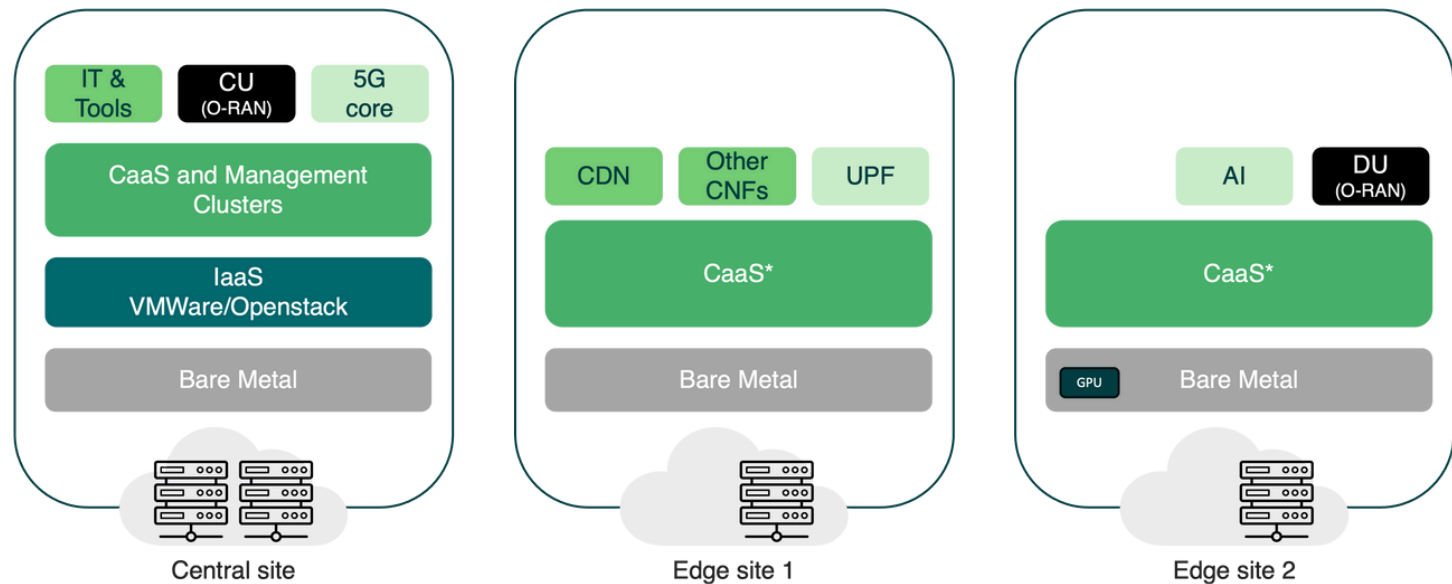 IT &
Tools
CU
(O-RAN)
5G
core
CaaS and Management
Clusters
IaaS
VMWare/Openstack
Bare Metal
Central site
CDN
Other
CNFs
UPF
CaaS*
Bare Metal
Edge site 1
AI
DU
(O-RAN)
CaaS*
GPU
Bare Metal
Edge site 2